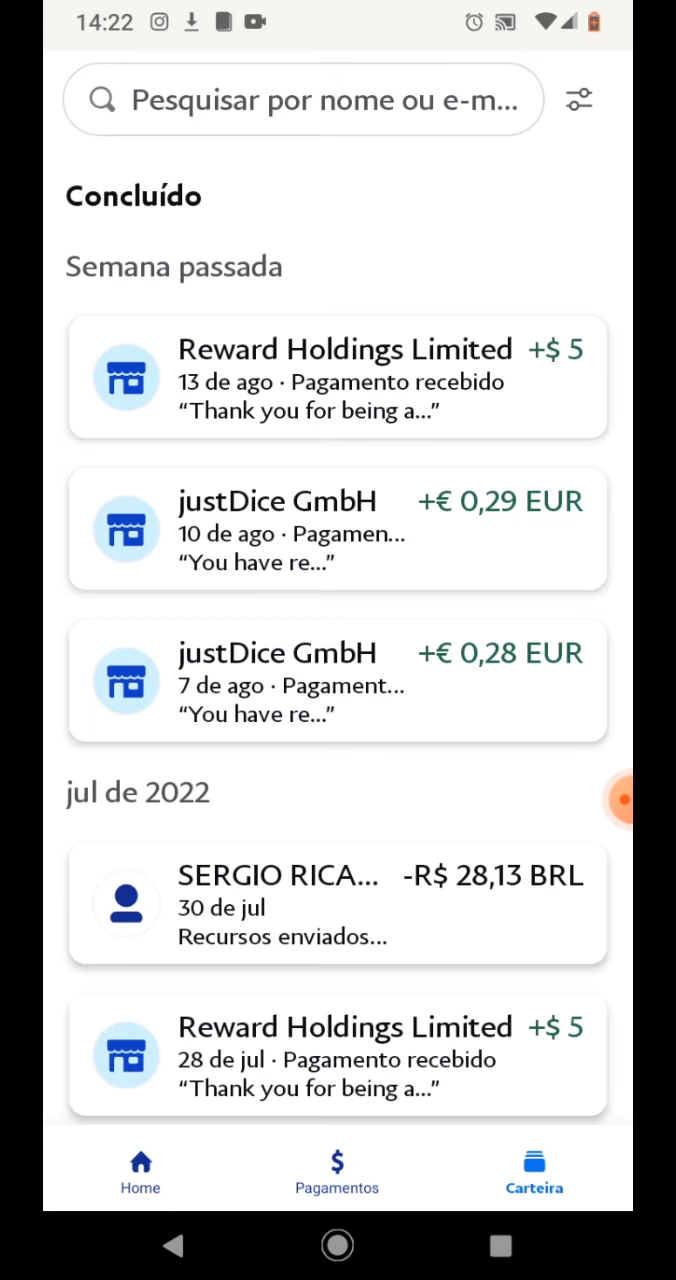 14:22
Pesquisar por nome ou e-m...
Concluído
Semana passada
Reward Holdings Limited +$ 5
13 de ago · Pagamento recebido
“Thank you for being a...”
justDice GmbH +€ 0,29 EUR
10 de ago · Pagamen...
“You have re...”
justDice GmbH +€ 0,28 EUR
7 de ago · Pagament...
“You have re...”
jul de 2022
SERGIO RICA... -R$ 28,13 BRL
30 de jul
Recursos enviados...
Reward Holdings Limited +$ 5
28 de jul · Pagamento recebido
“Thank you for being a...”
Home Pagamentos Carteira